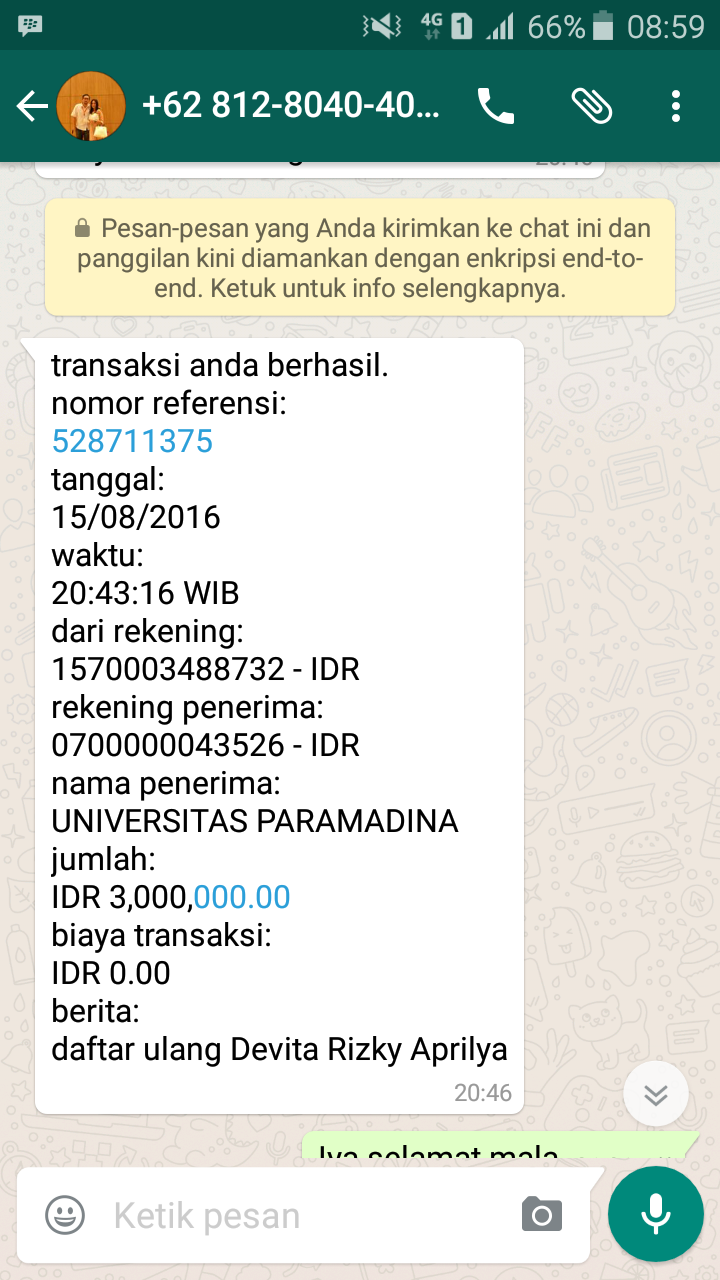 4G 1 66% 08:59
+62 812-8040-40...
Pesan-pesan yang Anda kirimkan ke chat ini dan
panggilan kini diamankan dengan enkripsi end-to-
end. Ketuk untuk info selengkapnya.
transaksi anda berhasil.
nomor referensi:
528711375
tanggal:
15/08/2016
waktu:
20:43:16 WIB
dari rekening:
1570003488732 - IDR
rekening penerima:
0700000043526 - IDR
nama penerima:
UNIVERSITAS PARAMADINA
jumlah:
IDR 3,000,000.00
biaya transaksi:
IDR 0.00
berita:
daftar ulang Devita Rizky Aprilya
20:46
Iya selamat mala
Ketik pesan